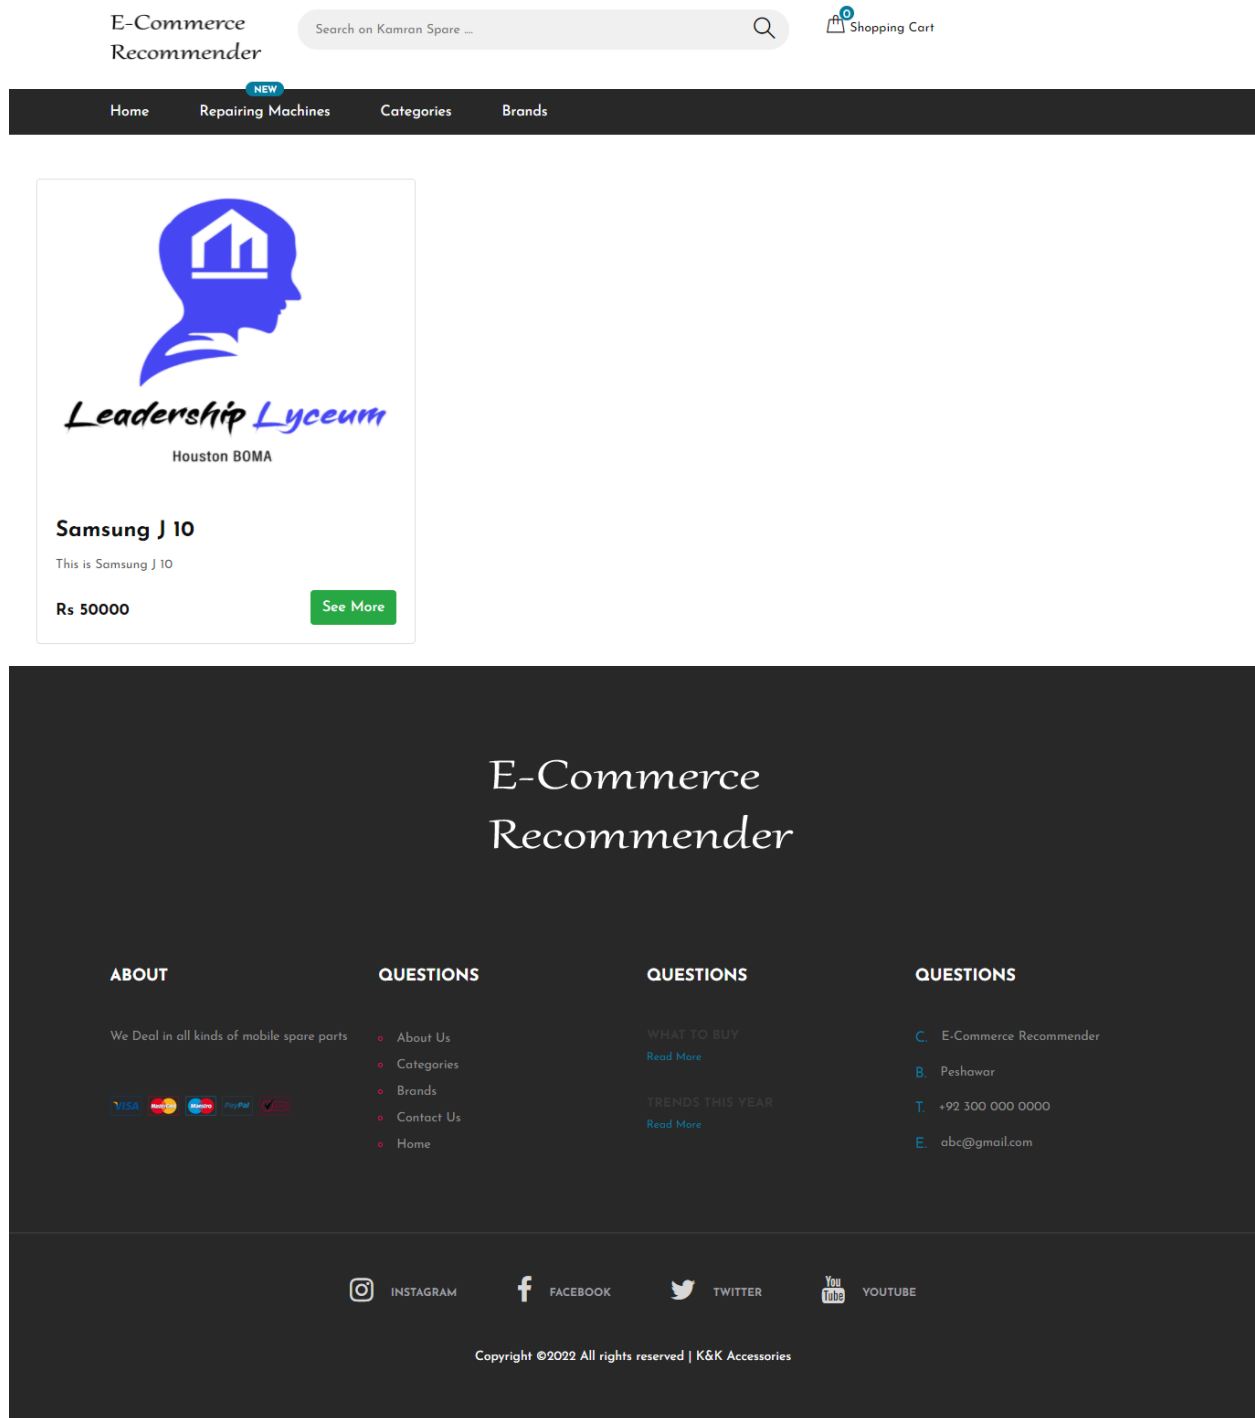 E-Commerce
Recommender
Search on Kamran Spare ....
0
Shopping Cart
NEW
Home Repairing Machines Categories Brands
Leadership Lyceum
Houston BOMA
Samsung J 10
This is Samsung J 10
Rs 50000 See More
E-Commerce
Recommender
ABOUT
We Deal in all kinds of mobile spare parts
VISA MasterCard Maestro PayPal
QUESTIONS
About Us
Categories
Brands
Contact Us
Home
QUESTIONS
WHAT TO BUY
Read More
TRENDS THIS YEAR
Read More
QUESTIONS
C. E-Commerce Recommender
B. Peshawar
T. +92 300 000 0000
E. abc@gmail.com
INSTAGRAM FACEBOOK TWITTER You Tube YOUTUBE
Copyright ©2022 All rights reserved | K&K Accessories